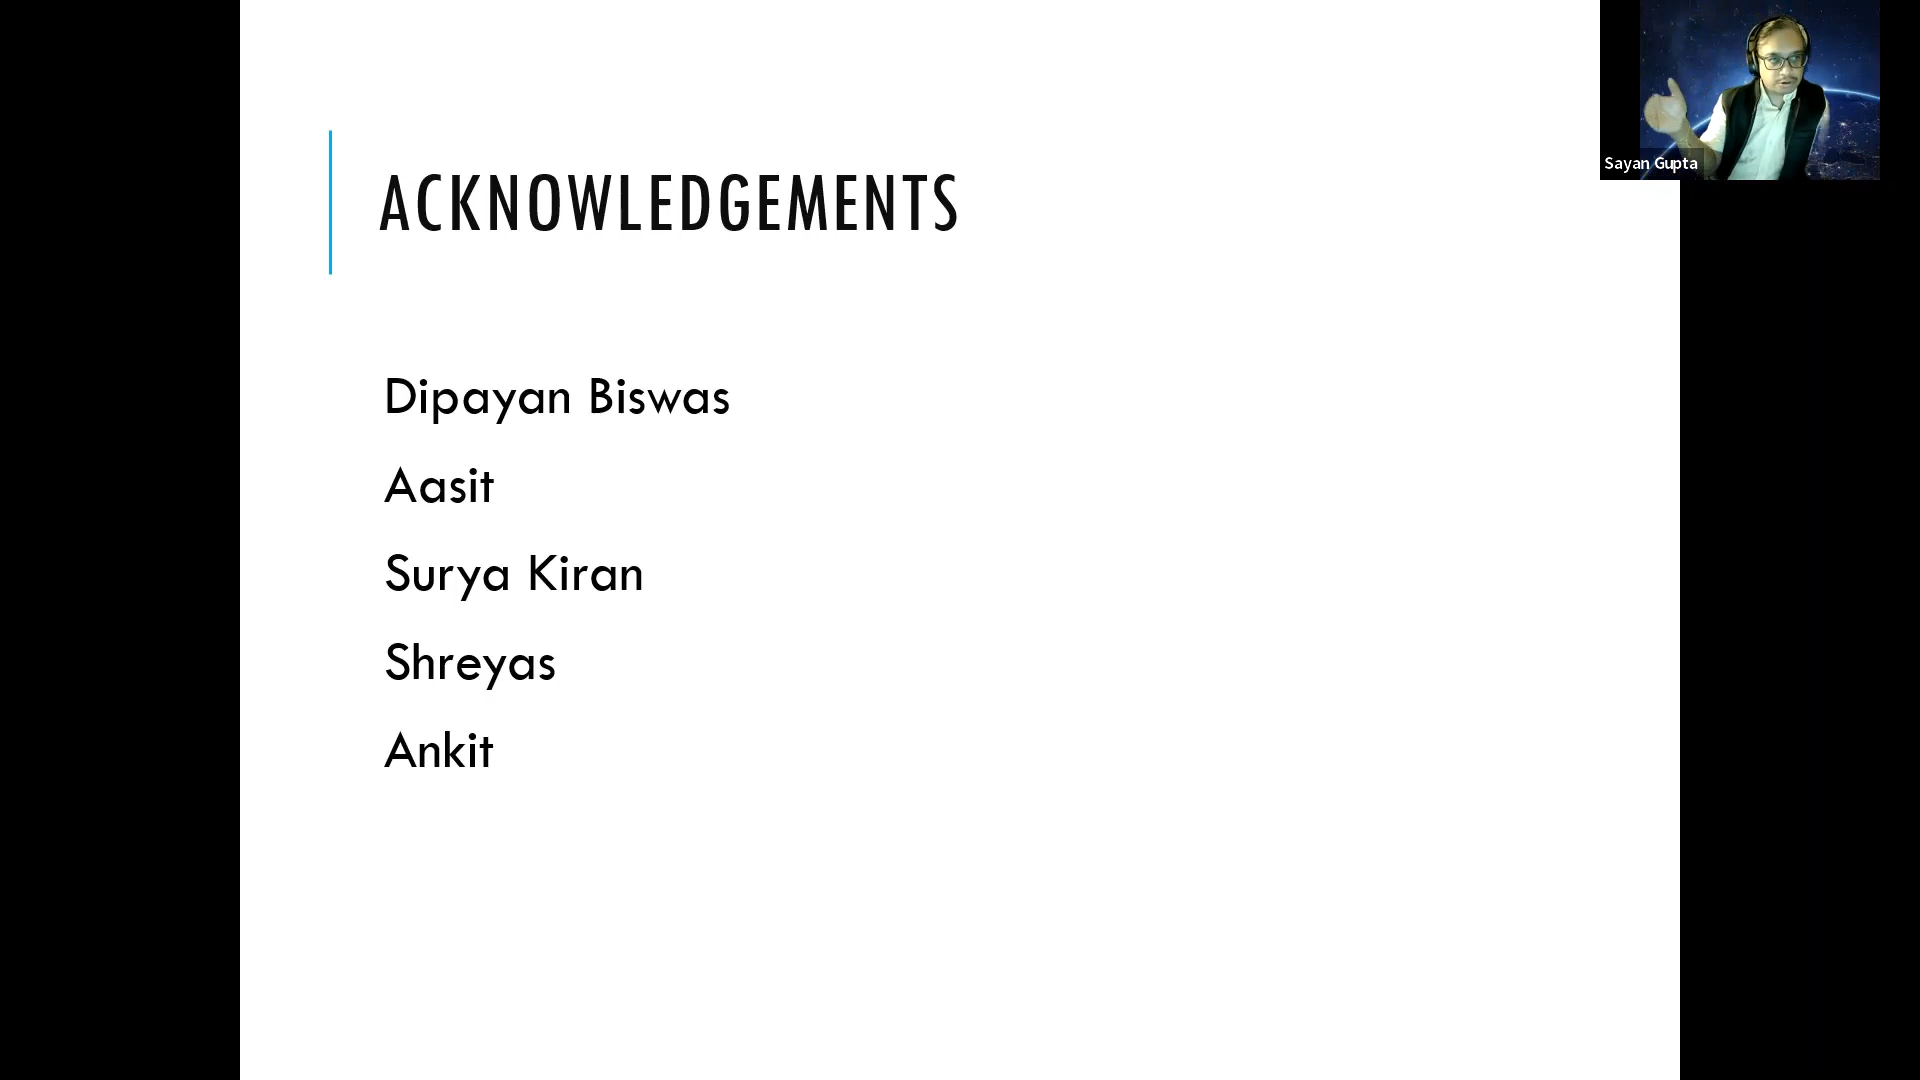 ACKNOWLEDGEMENTS
Dipayan Biswas
Aasit
Surya Kiran
Shreyas
Ankit
Sayan Gupta